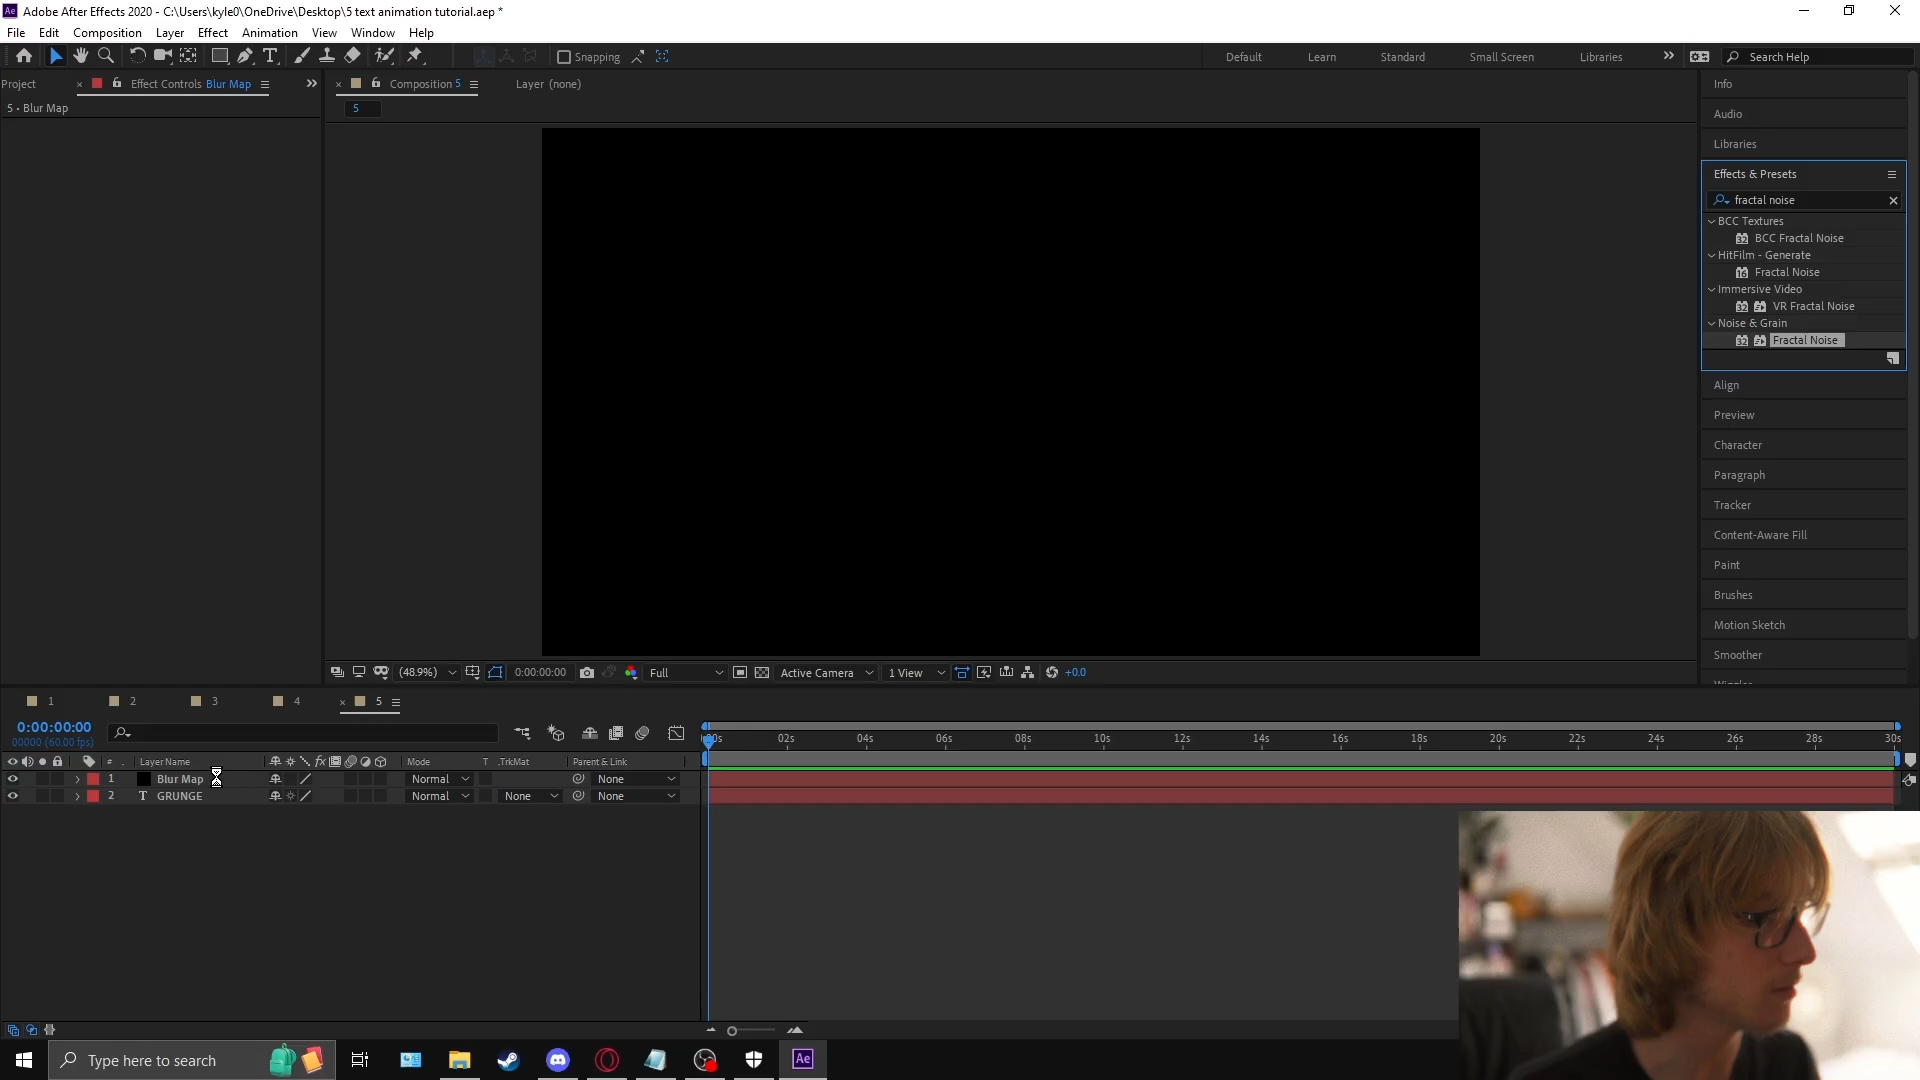 Adobe After Effects 2020 - C:\Users\kyle0\OneDrive\Desktop\5 text animation tutorial.aep *
File Edit Composition Layer Effect Animation View Window Help
Snapping Default Learn Standard Small Screen Libraries Search Help
Project Effect Controls Blur Map Composition 5 Layer (none) Info
5 • Blur Map 5
Audio
Libraries
Effects & Presets
fractal noise
BCC Textures
32 BCC Fractal Noise
HitFilm - Generate
16 Fractal Noise
Immersive Video
32 VR Fractal Noise
Noise & Grain
32 Fractal Noise
Align
Preview
Character
Paragraph
Tracker
Content-Aware Fill
Paint
Brushes
Motion Sketch
Smoother
(48.9%) 0:00:00:00 Full Active Camera 1 View +0.0
1 2 3 4 5
0:00:00:00
00000 (60.00 fps)
02s 04s 06s 08s 10s 12s 14s 16s 18s 20s 22s 24s 26s 28s 30s
# Layer Name fx Mode T .TrkMat Parent & Link
1 Blur Map Normal None
2 T GRUNGE Normal None None
Type here to search Ae